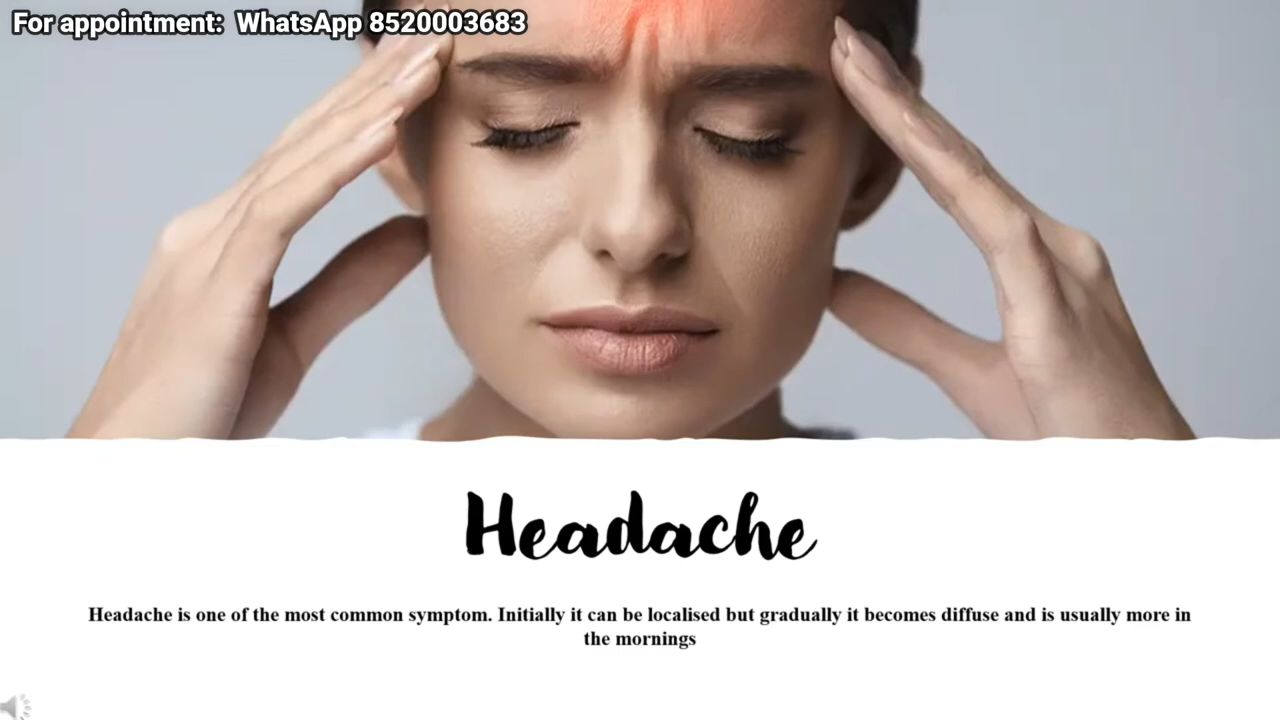 For appointment: WhatsApp 8520003683
Headache
Headache is one of the most common symptom. Initially it can be localised but gradually it becomes diffuse and is usually more in
the mornings